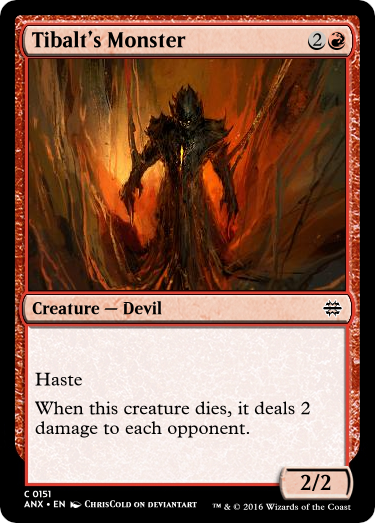 Tibalt's Monster 2
Creature — Devil
Haste
When this creature dies, it deals 2
damage to each opponent.
2/2
C 0151
ANX • EN ChrisCold on deviantart
™ & © 2016 Wizards of the Coast